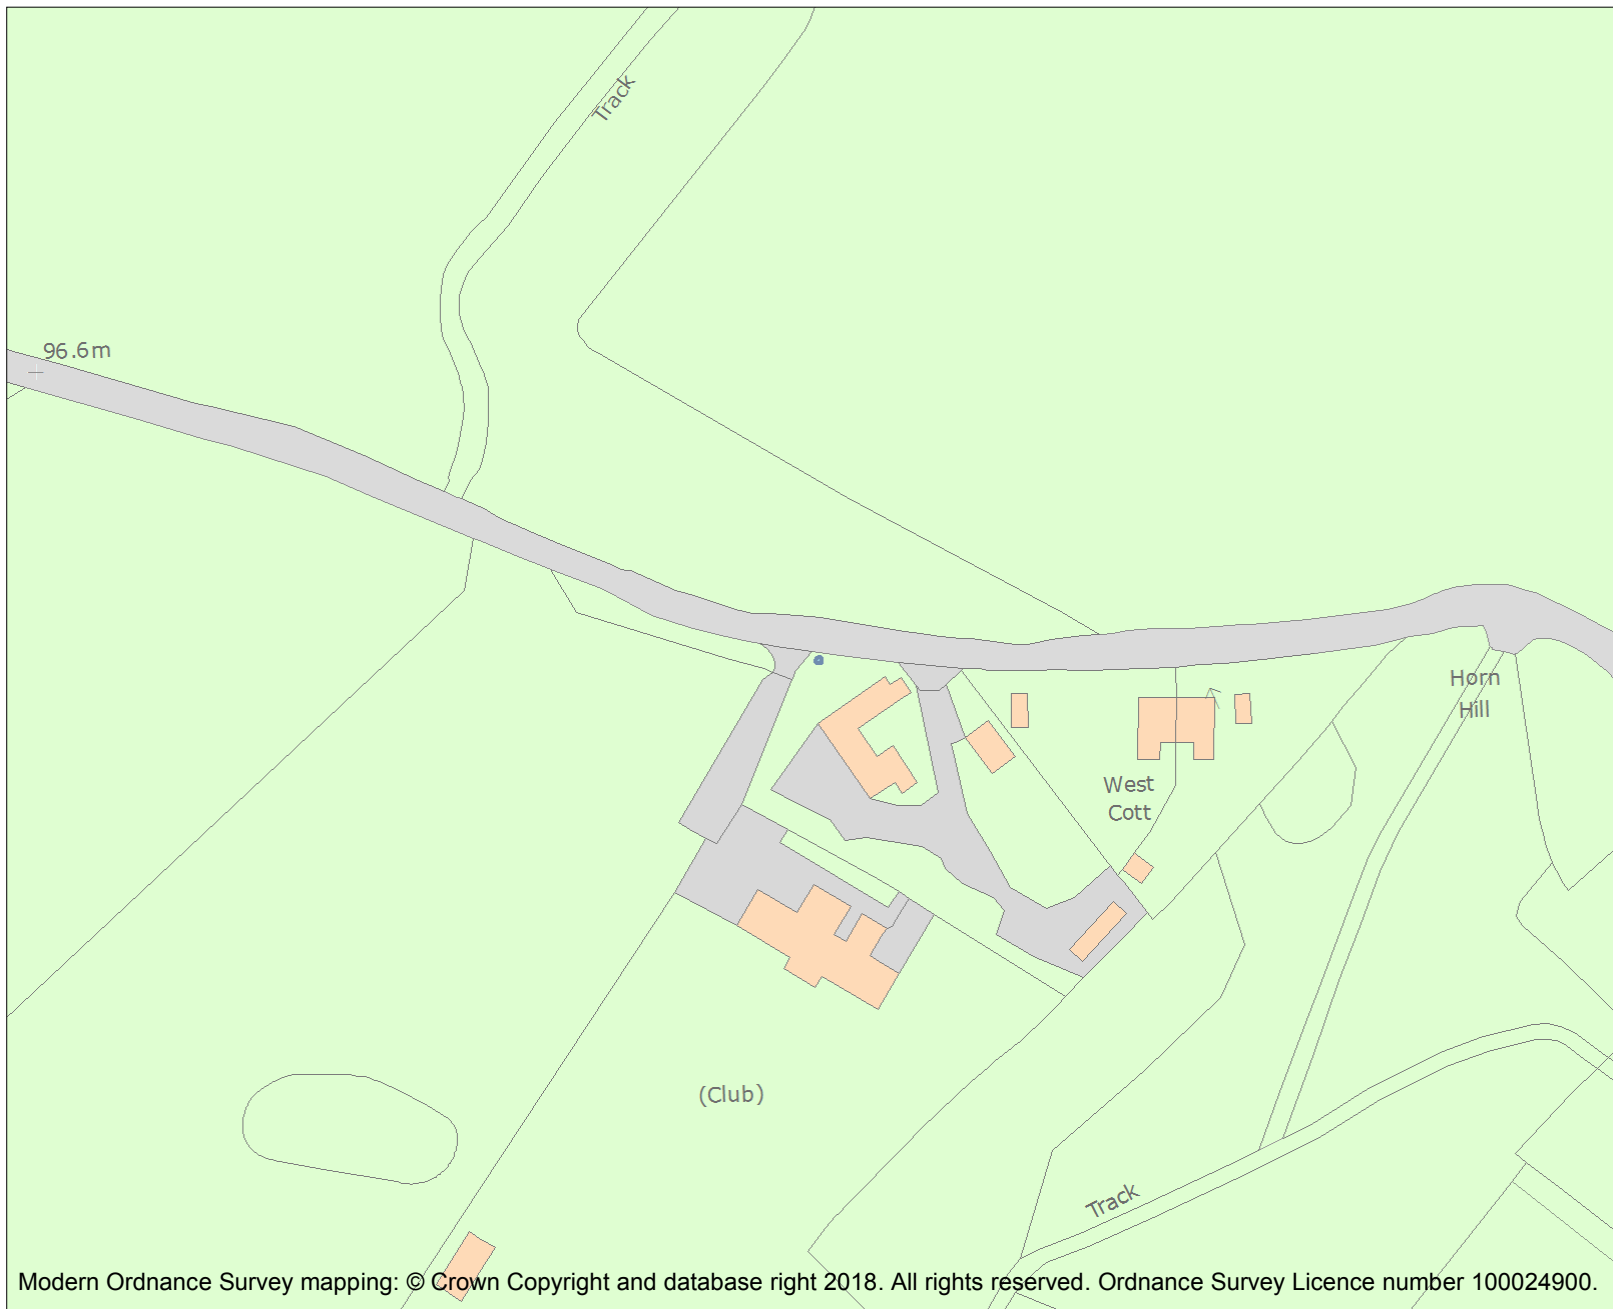 Track
96.6m
Horn
Hill
West
Cott
(Club)
Track
Modern Ordnance Survey mapping: © Crown Copyright and database right 2018. All rights reserved. Ordnance Survey Licence number 100024900.